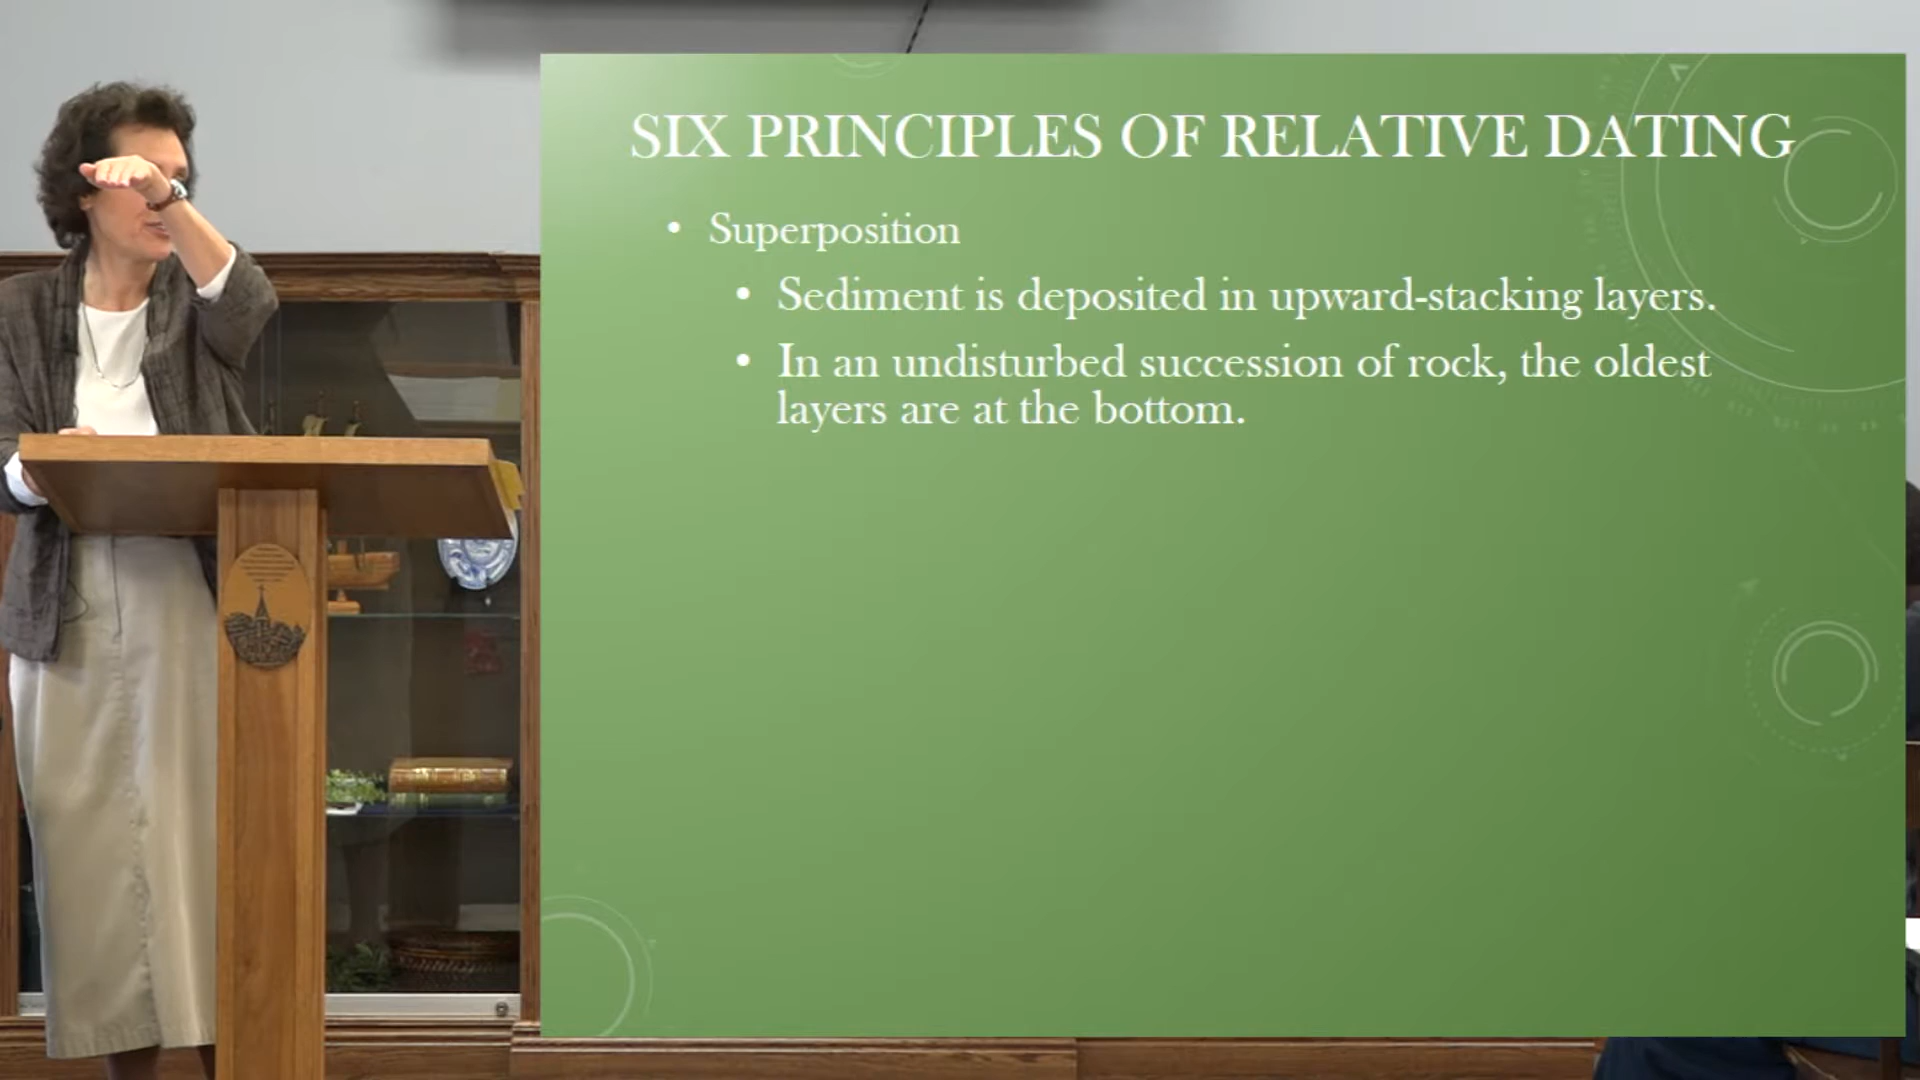 SIX PRINCIPLES OF RELATIVE DATING
• Superposition
• Sediment is deposited in upward-stacking layers.
• In an undisturbed succession of rock, the oldest
layers are at the bottom.